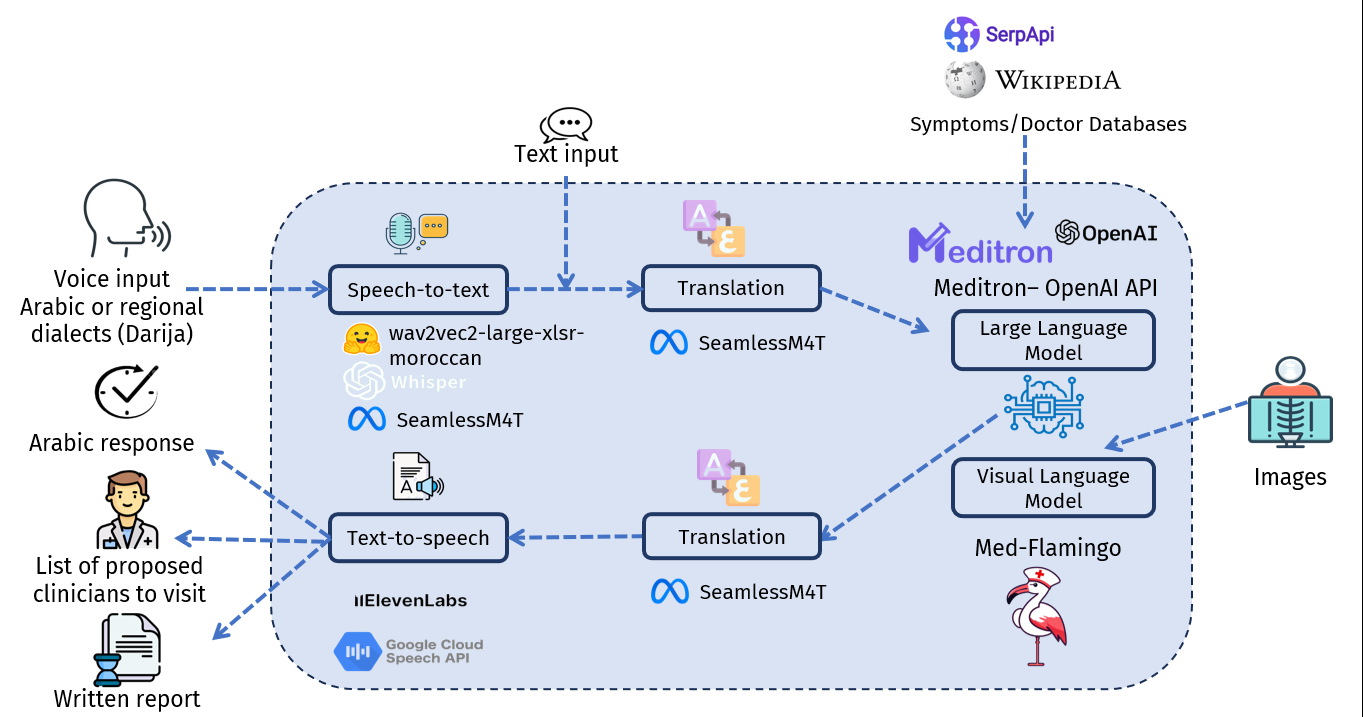 SerpApi
WIKIPEDIA
Symptoms/Doctor Databases
Text input
Voice input
Arabic or regional
dialects (Darija)
Speech-to-text
wav2vec2-large-xlsr-
moroccan
Whisper
SeamlessM4T
A
ع
Translation
SeamlessM4T
Meditron
OpenAI
Meditron– OpenAI API
Large Language
Model
Visual Language
Model
Med-Flamingo
Images
A
ع
Translation
SeamlessM4T
A
Text-to-speech
IIElevenLabs
Google Cloud
Speech API
Arabic response
List of proposed
clinicians to visit
Written report